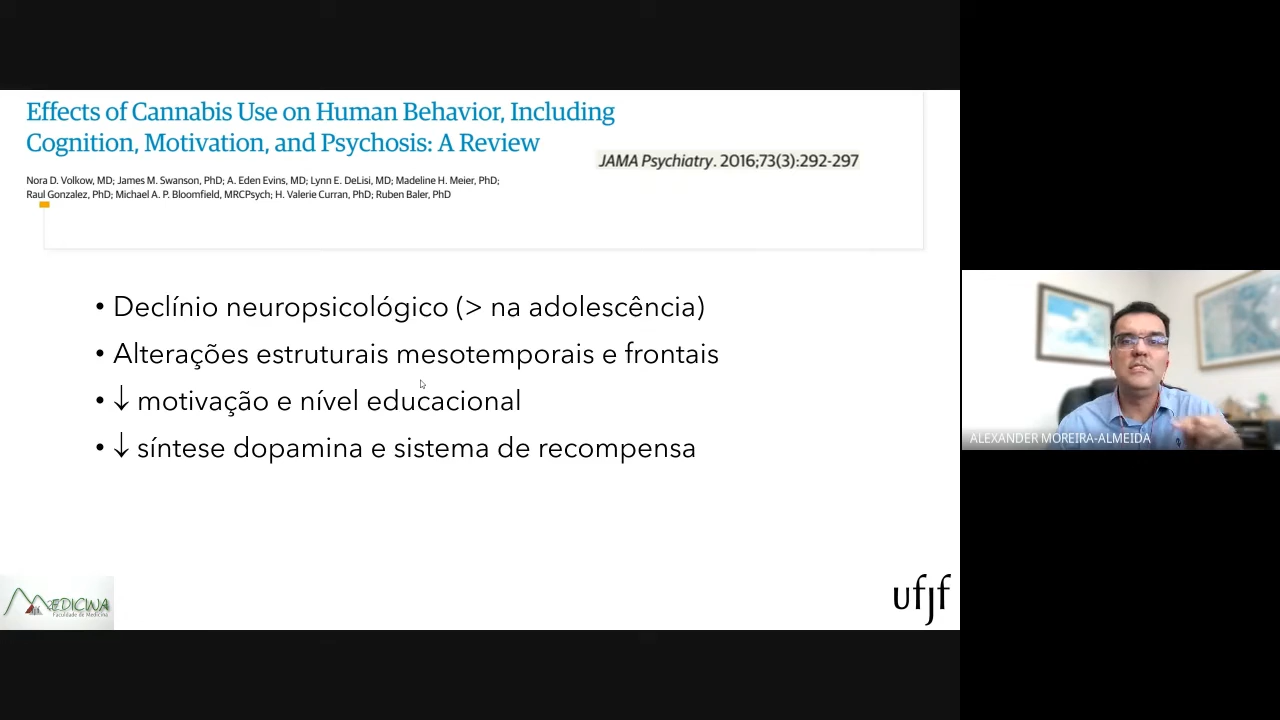 Effects of Cannabis Use on Human Behavior, Including
Cognition, Motivation, and Psychosis: A Review
JAMA Psychiatry. 2016;73(3):292-297
Nora D. Volkow, MD; James M. Swanson, PhD; A. Eden Evins, MD; Lynn E. DeLisi, MD; Madeline H. Meier, PhD;
Raul Gonzalez, PhD; Michael A. P. Bloomfield, MRCPsych; H. Valerie Curran, PhD; Ruben Baler, PhD
• Declínio neuropsicológico (> na adolescência)
• Alterações estruturais mesotemporais e frontais
• ↓ motivação e nível educacional
• ↓ síntese dopamina e sistema de recompensa
ALEXANDER MOREIRA-ALMEIDA
MEDICINA
Faculdade de Medicina
ufjf